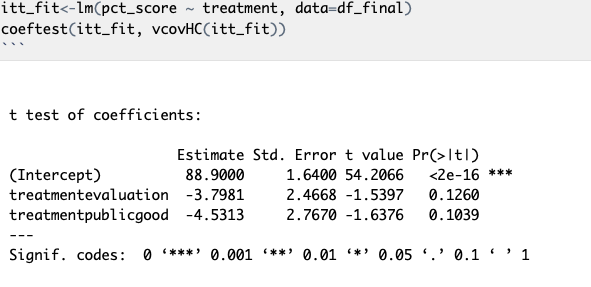 itt_fit<-lm(pct_score ~ treatment, data=df_final)
coeftest(itt_fit, vcovHC(itt_fit))
```
t test of coefficients:
Estimate Std. Error t value Pr(>|t|)
(Intercept) 88.9000 1.6400 54.2066 <2e-16 ***
treatmentevaluation -3.7981 2.4668 -1.5397 0.1260
treatmentpublicgood -4.5313 2.7670 -1.6376 0.1039
---
Signif. codes: 0 ‘***’ 0.001 ‘**’ 0.01 ‘*’ 0.05 ‘.’ 0.1 ‘ ’ 1